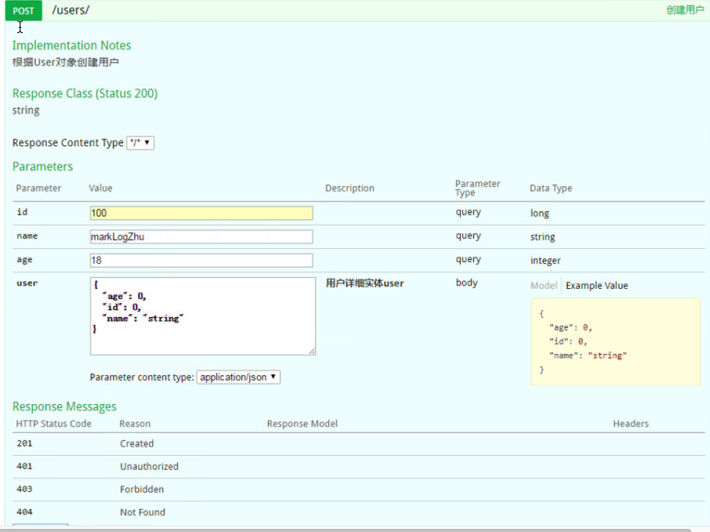 POST /users/ 创建用户
Implementation Notes
根据User对象创建用户
Response Class (Status 200)
string
Response Content Type */*
Parameters
Parameter Value Description Parameter Type Data Type
id 100 query long
name markLogZhu query string
age 18 query integer
user 用户详细实体user body Model Example Value
{
"age": 0,
"id": 0,
"name": "string"
}
{
"age": 0,
"id": 0,
"name": "string"
}
Parameter content type: application/json
Response Messages
HTTP Status Code Reason Response Model Headers
201 Created
401 Unauthorized
403 Forbidden
404 Not Found